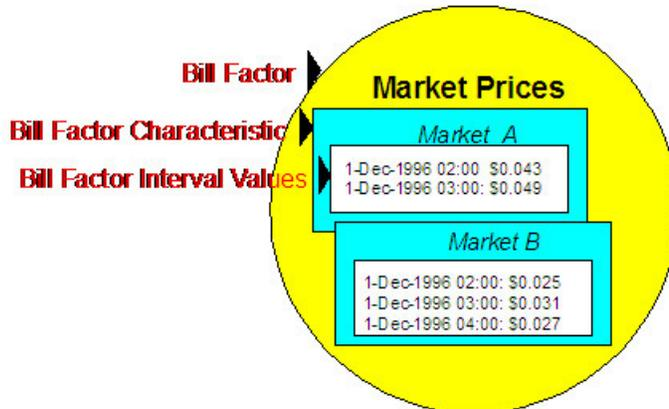 Bill Factor
Market Prices
Bill Factor Characteristic
Market A
Bill Factor Interval Values
1-Dec-1996 02:00 $0.043
1-Dec-1996 03:00: $0.049
Market B
1-Dec-1996 02:00: $0.025
1-Dec-1996 03:00: $0.031
1-Dec-1996 04:00: $0.027